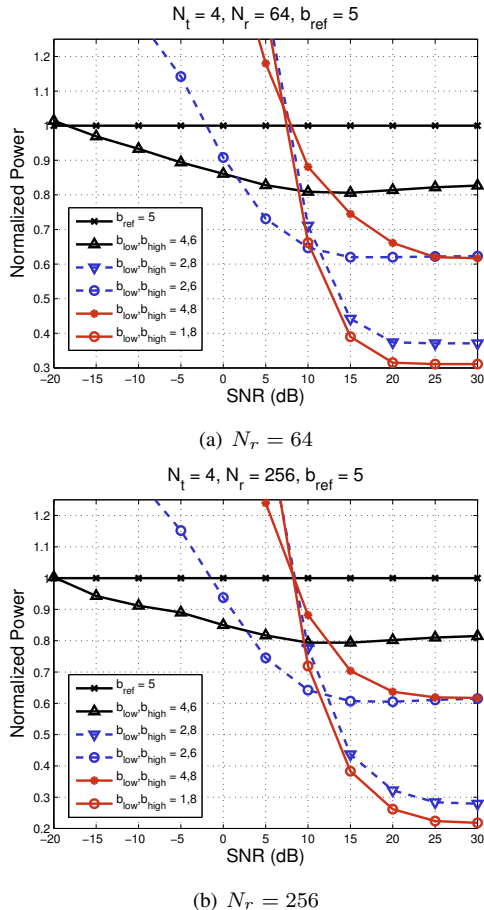 N_t = 4, N_r = 64, b_ref = 5
Normalized Power
1.2
1.1
1
0.9
0.8
0.7
0.6
0.5
0.4
0.3
b_ref = 5
b_low,b_high = 4,6
b_low,b_high = 2,8
b_low,b_high = 2,6
b_low,b_high = 4,8
b_low,b_high = 1,8
−20 −15 −10 −5 0 5 10 15 20 25 30
SNR (dB)
(a) N_r = 64
N_t = 4, N_r = 256, b_ref = 5
Normalized Power
1.2
1.1
1
0.9
0.8
0.7
0.6
0.5
0.4
0.3
0.2
b_ref = 5
b_low,b_high = 4,6
b_low,b_high = 2,8
b_low,b_high = 2,6
b_low,b_high = 4,8
b_low,b_high = 1,8
−20 −15 −10 −5 0 5 10 15 20 25 30
SNR (dB)
(b) N_r = 256